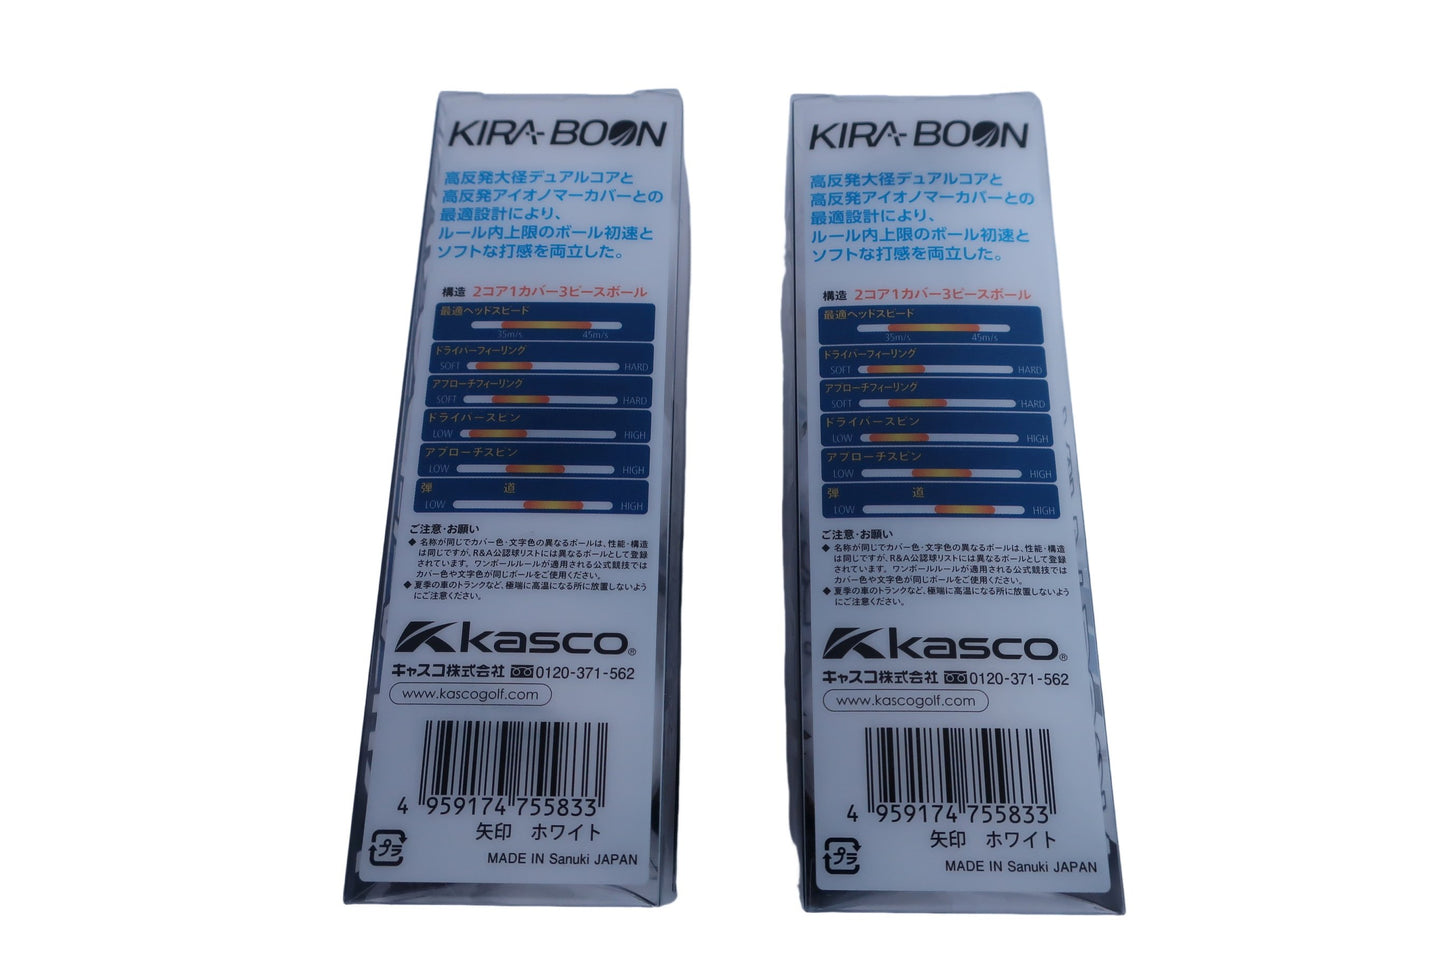 KIRA-BOON
高反発大径デュアルコアと
高反発アイオノマーカバーとの
最適設計により、
ルール内上限のボール初速と
ソフトな打感を両立した。
構造 2コア1カバー3ピースボール
最適ヘッドスピード
35m/s 45m/s
ドライバーフィーリング
SOFT HARD
アプローチフィーリング
SOFT HARD
ドライバースピン
LOW HIGH
アプローチスピン
LOW HIGH
弾 道
LOW HIGH
ご注意・お願い
◆ 名称が同じでカバー色・文字色の異なるボールは、性能・構造
は同じですが、R&A公認球リストには異なるボールとして登録
されています。ワンボールルールが適用される公式競技では
カバー色や文字色が同じボールをご使用ください。
◆ 夏季の車のトランクなど、極端に高温になる所に放置しないよう
にご注意ください。
kasco®
キャスコ株式会社 0120-371-562
www.kascogolf.com
4 959174 755833
矢印 ホワイト
プラ
MADE IN Sanuki JAPAN
KIRA-BOON
高反発大径デュアルコアと
高反発アイオノマーカバーとの
最適設計により、
ルール内上限のボール初速と
ソフトな打感を両立した。
構造 2コア1カバー3ピースボール
最適ヘッドスピード
35m/s 45m/s
ドライバーフィーリング
SOFT HARD
アプローチフィーリング
SOFT HARD
ドライバースピン
LOW HIGH
アプローチスピン
LOW HIGH
弾 道
LOW HIGH
ご注意・お願い
◆ 名称が同じでカバー色・文字色の異なるボールは、性能・構造
は同じですが、R&A公認球リストには異なるボールとして登録
されています。ワンボールルールが適用される公式競技では
カバー色や文字色が同じボールをご使用ください。
◆ 夏季の車のトランクなど、極端に高温になる所に放置しないよう
にご注意ください。
kasco®
キャスコ株式会社 0120-371-562
www.kascogolf.com
4 959174 755833
矢印 ホワイト
プラ
MADE IN Sanuki JAPAN